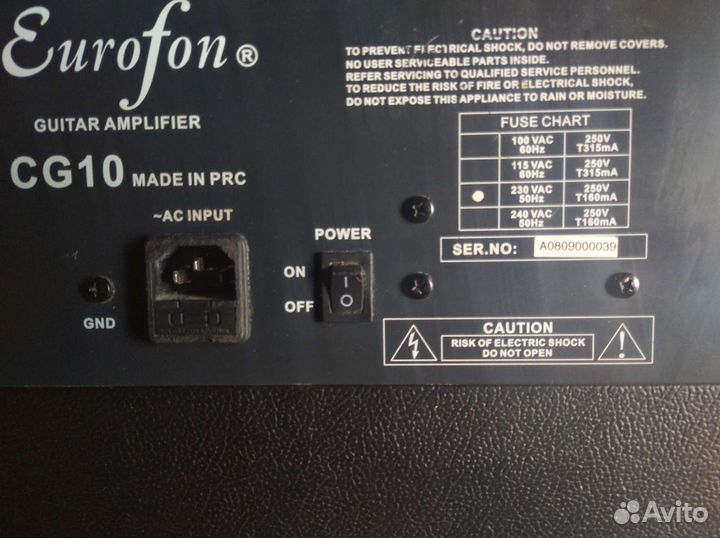 Eurofon®
GUITAR AMPLIFIER
CG10 MADE IN PRC
~AC INPUT
GND
POWER
ON
OFF
I
O
CAUTION
TO PREVENT ELECTRICAL SHOCK, DO NOT REMOVE COVERS.
NO USER SERVICEABLE PARTS INSIDE.
REFER SERVICING TO QUALIFIED SERVICE PERSONNEL.
TO REDUCE THE RISK OF FIRE OR ELECTRICAL SHOCK,
DO NOT EXPOSE THIS APPLIANCE TO RAIN OR MOISTURE.
FUSE CHART
100 VAC 250V
60Hz T315mA
115 VAC 250V
60Hz T315mA
230 VAC 250V
50Hz T160mA
240 VAC 250V
50Hz T160mA
SER.NO: A0809000039
CAUTION
RISK OF ELECTRIC SHOCK
DO NOT OPEN
!
Avito